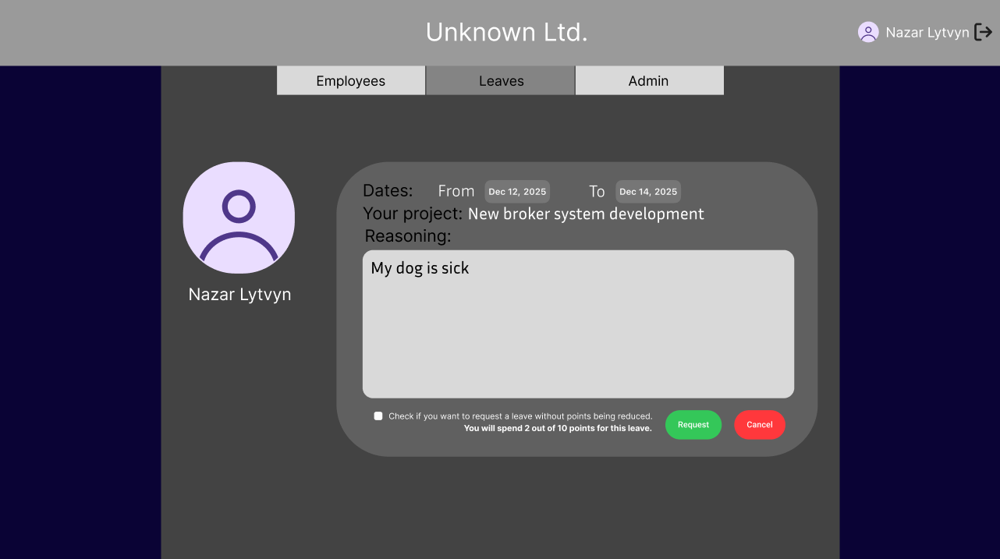 Unknown Ltd.
Nazar Lytvyn
Employees Leaves Admin
Dates: From Dec 12, 2025 To Dec 14, 2025
Your project: New broker system development
Reasoning:
My dog is sick
Nazar Lytvyn
Check if you want to request a leave without points being reduced.
You will spend 2 out of 10 points for this leave.
Request Cancel